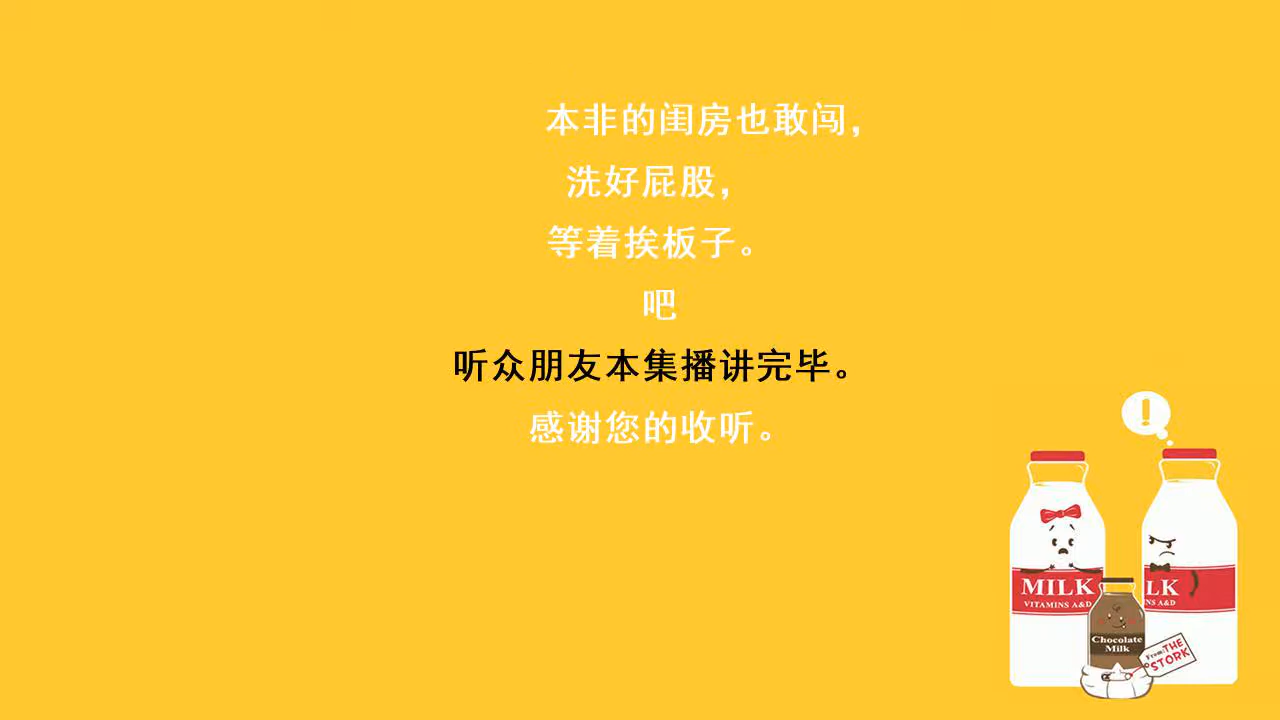 本非的闺房也敢闯，
洗好屁股，
等着挨板子。
吧
听众朋友本集播讲完毕。
感谢您的收听。
!
MILK
VITAMINS A&D
LK
NS A&D
Chocolate
Milk
From: THE
STORK